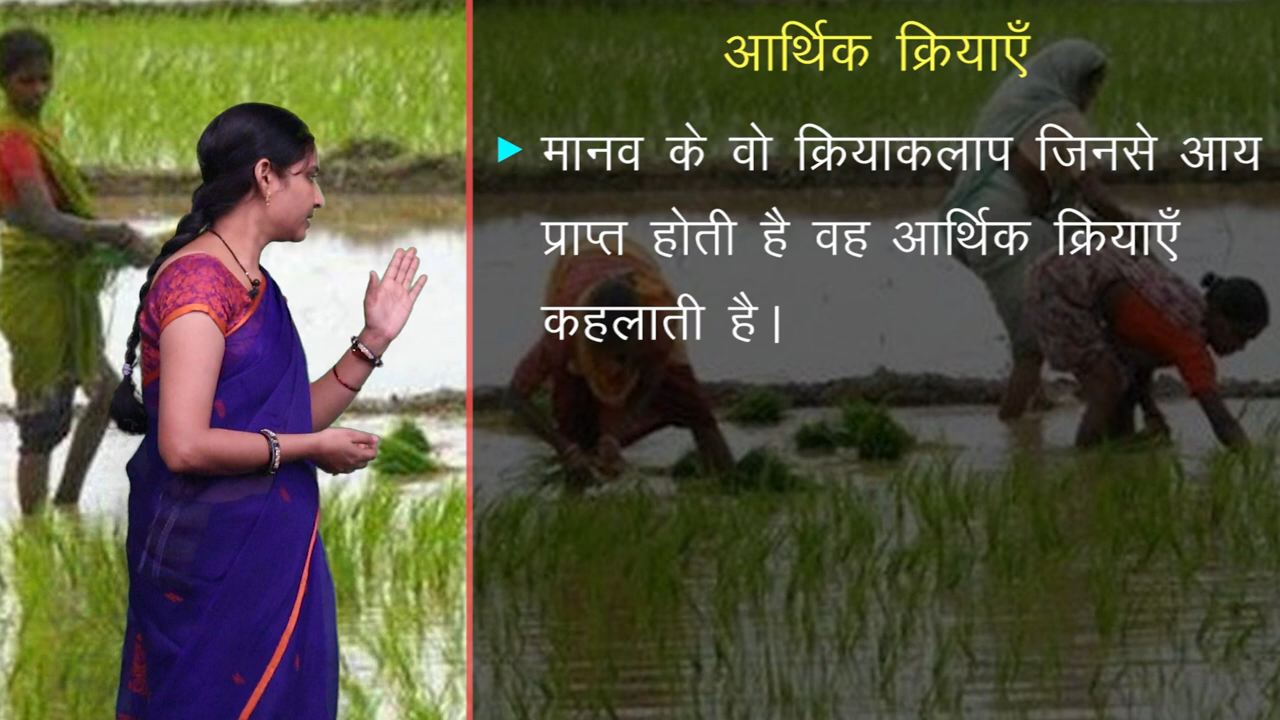 आर्थिक क्रियाएँ
मानव के वो क्रियाकलाप जिनसे आय
प्राप्त होती है वह आर्थिक क्रियाएँ
कहलाती है।